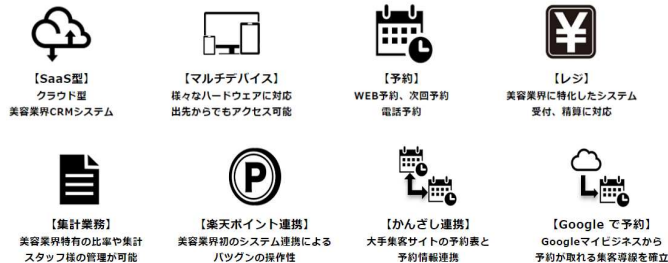 【SaaS型】
クラウド型
美容業界CRMシステム
【マルチデバイス】
様々なハードウェアに対応
出先からでもアクセス可能
【予約】
WEB予約、次回予約
電話予約
【レジ】
美容業界に特化したシステム
受付、精算に対応
【集計業務】
美容業界特有の比率や集計
スタッフ様の管理が可能
【楽天ポイント連携】
美容業界初のシステム連携による
バツグンの操作性
【かんざし連携】
大手集客サイトの予約表と
予約情報連携
【Google で予約】
Googleマイビジネスから
予約が取れる集客導線を確立